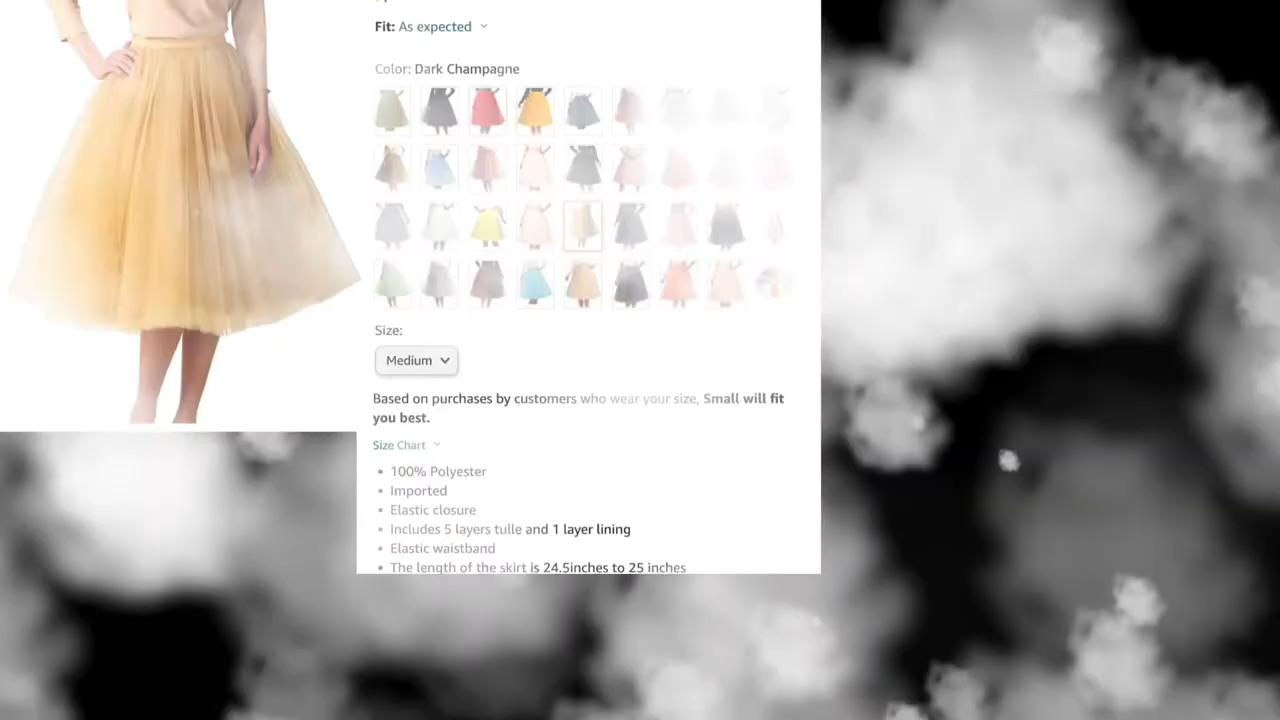 Fit: As expected
Color: Dark Champagne
Size:
Medium
Based on purchases by customers who wear your size, Small will fit
you best.
Size Chart
• 100% Polyester
• Imported
• Elastic closure
• Includes 5 layers tulle and 1 layer lining
• Elastic waistband
• The length of the skirt is 24.5inches to 25 inches